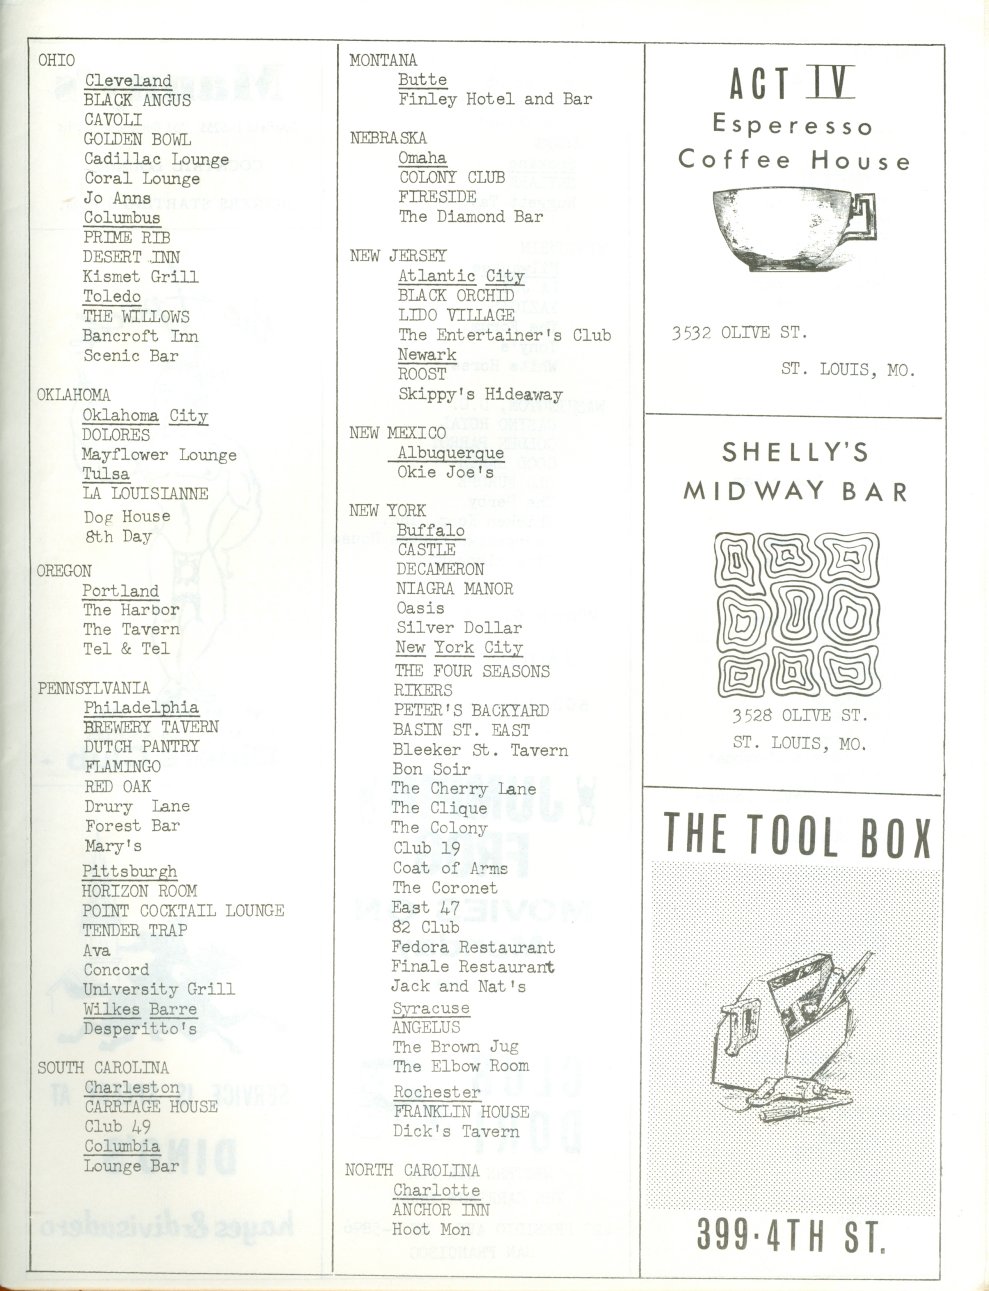 OHIO
Cleveland
BLACK ANGUS
CAVOLI
GOLDEN BOWL
Cadillac Lounge
Coral Lounge
Jo Anns
Columbus
PRIME RIB
DESERT INN
Kismet Grill
Toledo
THE WILLOWS
Bancroft Inn
Scenic Bar
OKLAHOMA
Oklahoma City
DOLORES
Mayflower Lounge
Tulsa
LA LOUISIANNE
Dog House
8th Day
OREGON
Portland
The Harbor
The Tavern
Tel & Tel
PENNSYLVANIA
Philadelphia
BREWERY TAVERN
DUTCH PANTRY
FLAMINGO
RED OAK
Drury Lane
Forest Bar
Mary's
Pittsburgh
HORIZON ROOM
POINT COCKTAIL LOUNGE
TENDER TRAP
Ava
Concord
University Grill
Wilkes Barre
Desperitto's
SOUTH CAROLINA
Charleston
CARRIAGE HOUSE
Club 49
Columbia
Lounge Bar
MONTANA
Butte
Finley Hotel and Bar
NEBRASKA
Omaha
COLONY CLUB
FIRESIDE
The Diamond Bar
NEW JERSEY
Atlantic City
BLACK ORCHID
LIDO VILLAGE
The Entertainer's Club
Newark
ROOST
Skippy's Hideaway
NEW MEXICO
Albuquerque
Okie Joe's
NEW YORK
Buffalo
CASTLE
DECAMERON
NIAGRA MANOR
Oasis
Silver Dollar
New York City
THE FOUR SEASONS
RIKERS
PETER'S BACKYARD
BASIN ST. EAST
Bleeker St. Tavern
Bon Soir
The Cherry Lane
The Clique
The Colony
Club 19
Coat of Arms
The Coronet
East 47
82 Club
Fedora Restaurant
Finale Restaurant
Jack and Nat's
Syracuse
ANGELUS
The Brown Jug
The Elbow Room
Rochester
FRANKLIN HOUSE
Dick's Tavern
NORTH CAROLINA
Charlotte
ANCHOR INN
Hoot Mon
ACT IV
Esperesso
Coffee House
3532 OLIVE ST.
ST. LOUIS, MO.
SHELLY'S
MIDWAY BAR
3528 OLIVE ST.
ST. LOUIS, MO.
THE TOOL BOX
399·4TH ST.